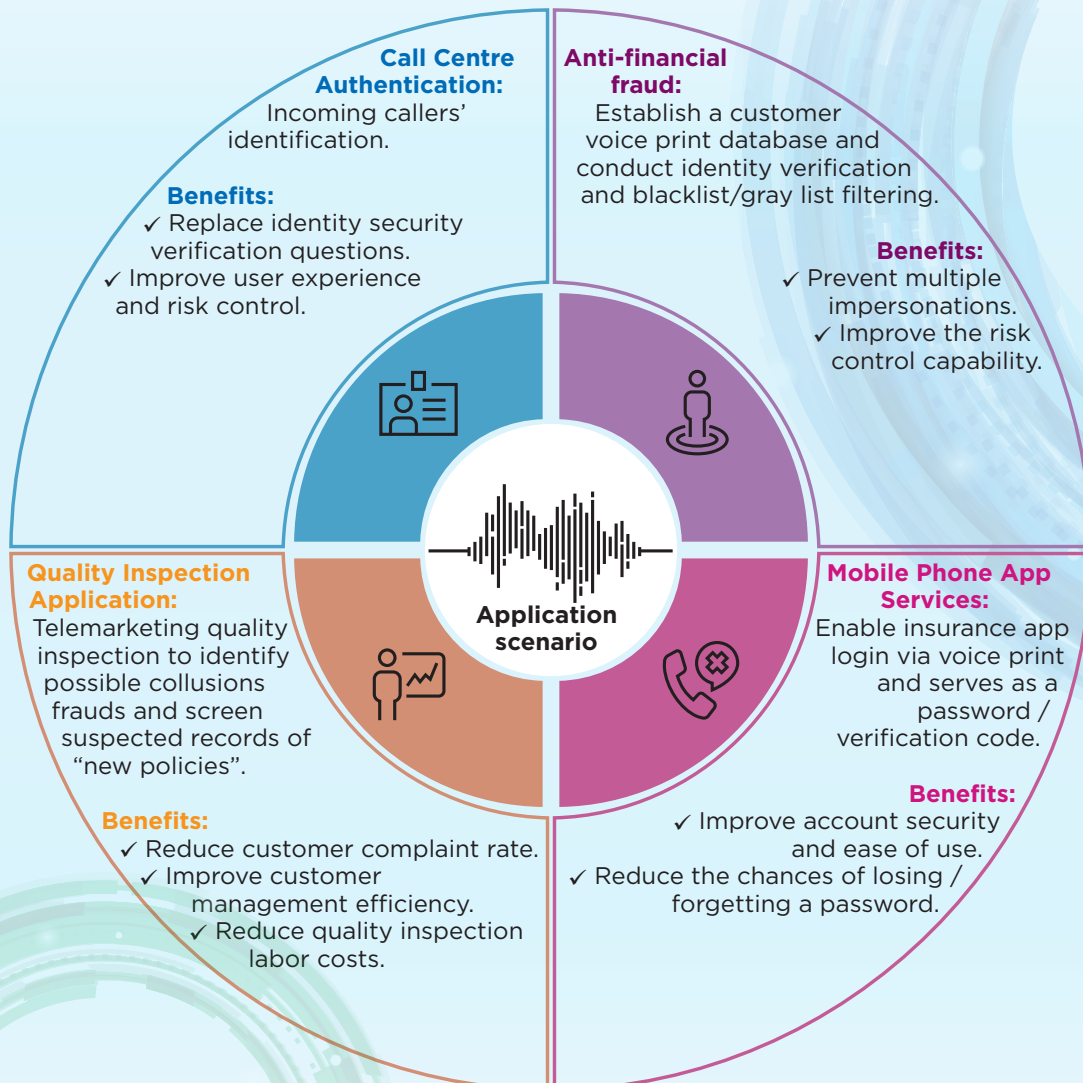 Call Centre
Authentication:
Incoming callers’
identification.
Benefits:
✓ Replace identity security
verification questions.
✓ Improve user experience
and risk control.
Anti-financial
fraud:
Establish a customer
voice print database and
conduct identity verification
and blacklist/gray list filtering.
Benefits:
✓ Prevent multiple
impersonations.
✓ Improve the risk
control capability.
Application
scenario
Quality Inspection
Application:
Telemarketing quality
inspection to identify
possible collusions
frauds and screen
suspected records of
“new policies”.
Benefits:
✓ Reduce customer complaint rate.
✓ Improve customer
management efficiency.
✓ Reduce quality inspection
labor costs.
Mobile Phone App
Services:
Enable insurance app
login via voice print
and serves as a
password /
verification code.
Benefits:
✓ Improve account security
and ease of use.
✓ Reduce the chances of losing /
forgetting a password.